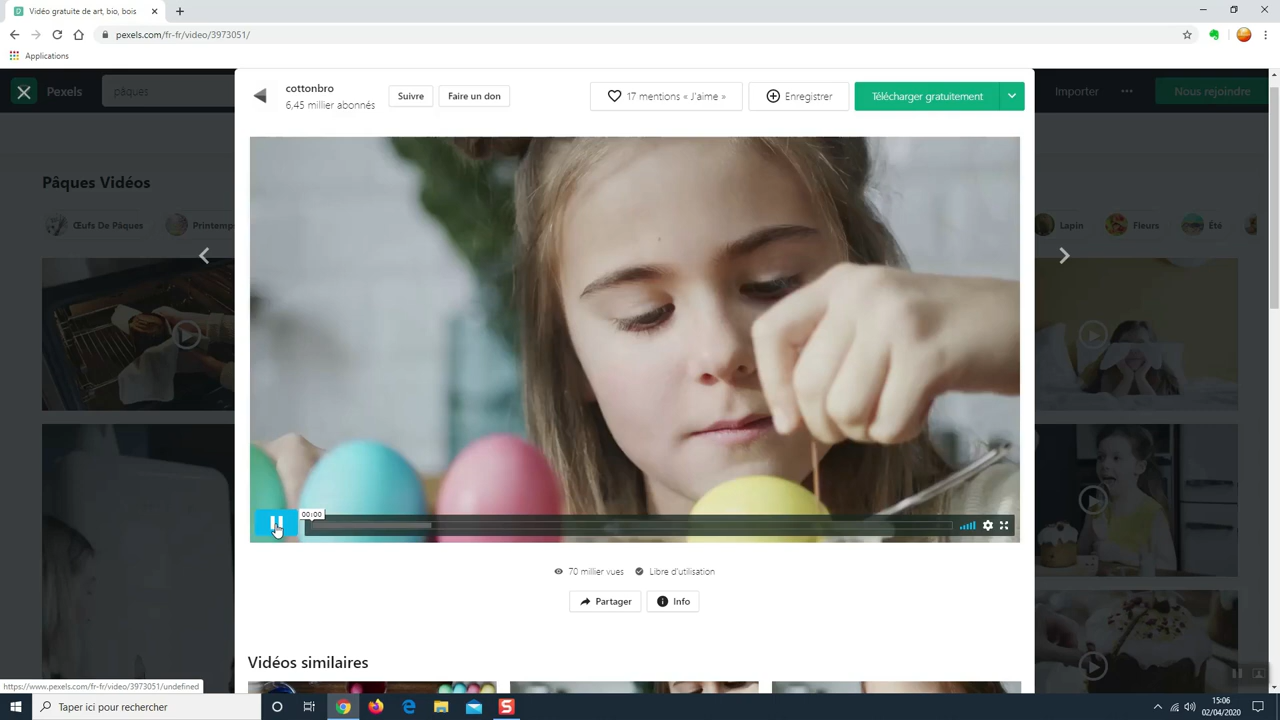 Vidéo gratuite de art, bio, bois
pexels.com/fr-fr/video/3973051/
Applications
Pexels
pâques
Importer
Nous rejoindre
cottonbro
6,45 millier abonnés
Suivre
Faire un don
17 mentions « J'aime »
Enregistrer
Télécharger gratuitement
Pâques Vidéos
Œufs De Pâques
Printemp
Lapin
Fleurs
Été
00:00
70 millier vues
Libre d'utilisation
Partager
Info
Vidéos similaires
https://www.pexels.com/fr-fr/video/3973051/undefined
Taper ici pour rechercher
15:06
02/04/2020